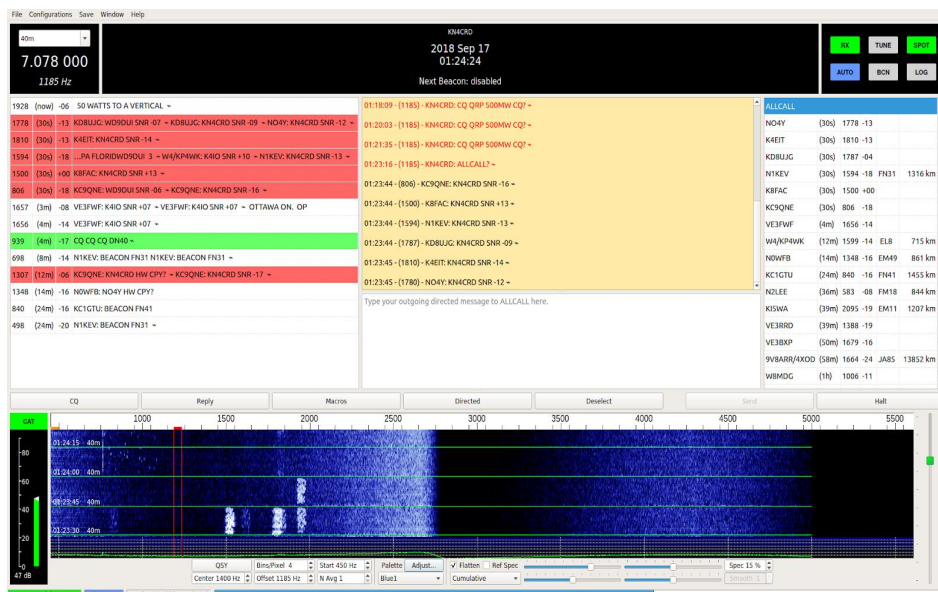 File Configurations Save Window Help
40m
7.078 000
1185 Hz
KN4CRD
2018 Sep 17
01:24:24
Next Beacon: disabled
RX TUNE SPOT
AUTO BCN LOG
1928 (now) -06 50 WATTS TO A VERTICAL ~
1778 (30s) -13 KD8UJG: WD9DUI SNR -07 ~ KD8UJG: KN4CRD SNR -09 ~ NO4Y: KN4CRD SNR -12 ~
1810 (30s) -13 K4EIT: KN4CRD SNR -14 ~
1594 (30s) -18 ...PA FLORIDWD9DUI 3 ~ W4/KP4WK: K4IO SNR +10 ~ N1KEV: KN4CRD SNR -13 ~
1500 (30s) +00 K8FAC: KN4CRD SNR +13 ~
806 (30s) -18 KC9QNE: WD9DUI SNR -06 ~ KC9QNE: KN4CRD SNR -16 ~
1657 (3m) -08 VE3FWF: K4IO SNR +07 ~ VE3FWF: K4IO SNR +07 ~ OTTAWA ON. OP
1656 (4m) -14 VE3FWF: K4IO SNR +07 ~
939 (4m) -17 CQ CQ CQ DN40 ~
698 (8m) -14 N1KEV: BEACON FN31 N1KEV: BEACON FN31 ~
1307 (12m) -06 KC9QNE: KN4CRD HW CPY? ~ KC9QNE: KN4CRD SNR -17 ~
1348 (14m) -16 N0WFB: NO4Y HW CPY?
840 (24m) -16 KC1GTU: BEACON FN41
498 (24m) -20 N1KEV: BEACON FN31 ~
01:18:09 - (1185) - KN4CRD: CQ QRP 500MW CQ? ~
01:20:03 - (1185) - KN4CRD: CQ QRP 500MW CQ? ~
01:21:35 - (1185) - KN4CRD: CQ QRP 500MW CQ? ~
01:23:16 - (1185) - KN4CRD: ALLCALL? ~
01:23:44 - (806) - KC9QNE: KN4CRD SNR -16 ~
01:23:44 - (1500) - K8FAC: KN4CRD SNR +13 ~
01:23:44 - (1594) - N1KEV: KN4CRD SNR -13 ~
01:23:44 - (1787) - KD8UJG: KN4CRD SNR -09 ~
01:23:45 - (1810) - K4EIT: KN4CRD SNR -14 ~
01:23:45 - (1780) - NO4Y: KN4CRD SNR -12 ~
Type your outgoing directed message to ALLCALL here.
ALLCALL
NO4Y (30s) 1778 -13
K4EIT (30s) 1810 -13
KD8UJG (30s) 1787 -04
N1KEV (30s) 1594 -18 FN31 1316 km
K8FAC (30s) 1500 +00
KC9QNE (30s) 806 -18
VE3FWF (4m) 1656 -14
W4/KP4WK (12m) 1599 -14 EL8 715 km
N0WFB (14m) 1348 -16 EM49 861 km
KC1GTU (24m) 840 -16 FN41 1455 km
N2LEE (36m) 583 -08 FM18 844 km
KI5WA (39m) 2095 -19 EM11 1207 km
VE3RRD (39m) 1388 -19
VE3BXP (50m) 1679 -16
9V8ARR/4XOD (58m) 1664 -24 JA85 13852 km
W8MDG (1h) 1006 -11
CQ Reply Macros Directed Deselect Send Halt
CAT
1000 1500 2000 2500 3000 3500 4000 4500 5000 5500
01:24:15 40m
01:24:00 40m
01:23:45 40m
01:23:30 40m
-80
-60
-40
-20
0
47 dB
QSY Bins/Pixel 4 Start 450 Hz Palette Adjust... Flatten Ref Spec Spec 15 %
Center 1400 Hz Offset 1185 Hz N Avg 1 Blue1 Cumulative Smooth 1